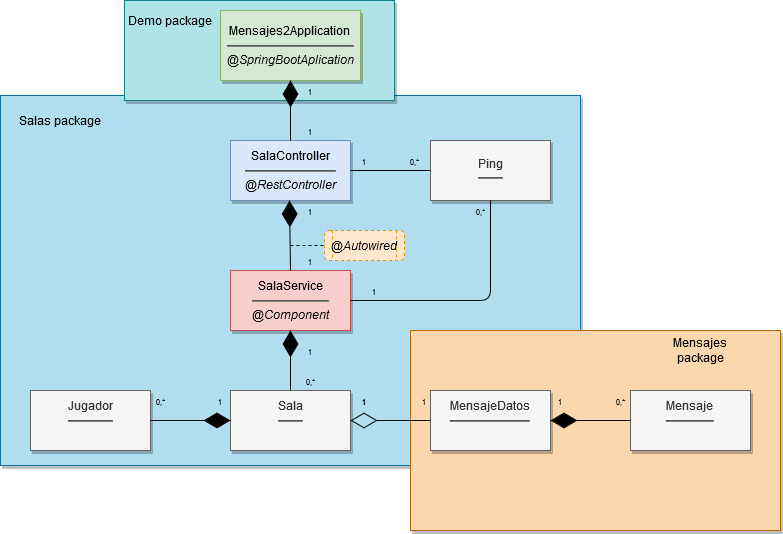 Demo package
Mensajes2Application
@SpringBootAplication
1
Salas package
1
SalaController
@RestController
1
0,*
Ping
1
0,*
@Autowired
1
SalaService
@Component
1
1
0,*
Mensajes
package
Jugador
0,*
1
Sala
1
1
MensajeDatos
1
0,*
Mensaje